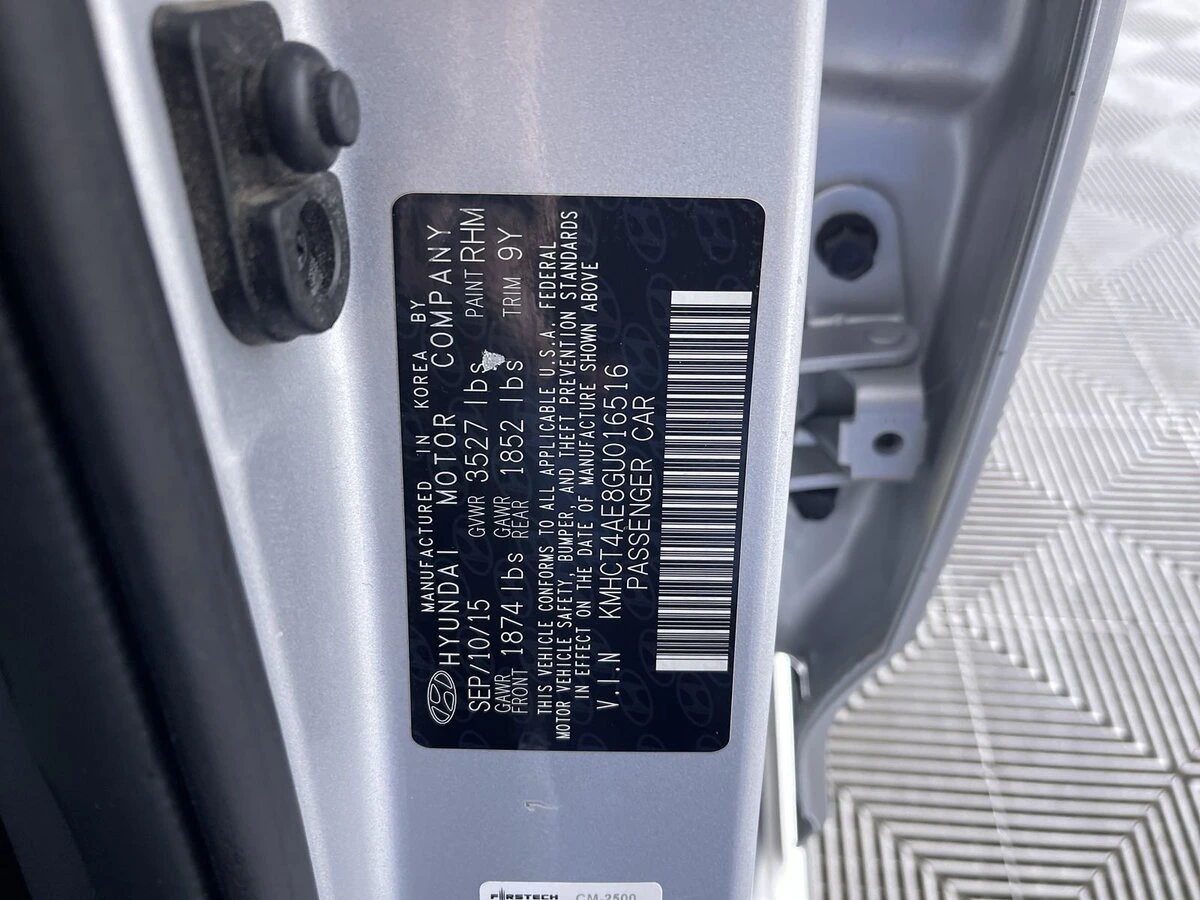 MANUFACTURED IN KOREA BY
HYUNDAI MOTOR COMPANY
SEP/10/15 GVWR 3527 lbs PAINT RHM
GAWR FRONT 1874 lbs GAWR REAR 1852 lbs TRIM 9Y
THIS VEHICLE CONFORMS TO ALL APPLICABLE U.S.A. FEDERAL
MOTOR VEHICLE SAFETY, BUMPER, AND THEFT PREVENTION STANDARDS
IN EFFECT ON THE DATE OF MANUFACTURE SHOWN ABOVE
V.I.N KMHCT4AE8GU016516
PASSENGER CAR
FIRSTECH CM-2500